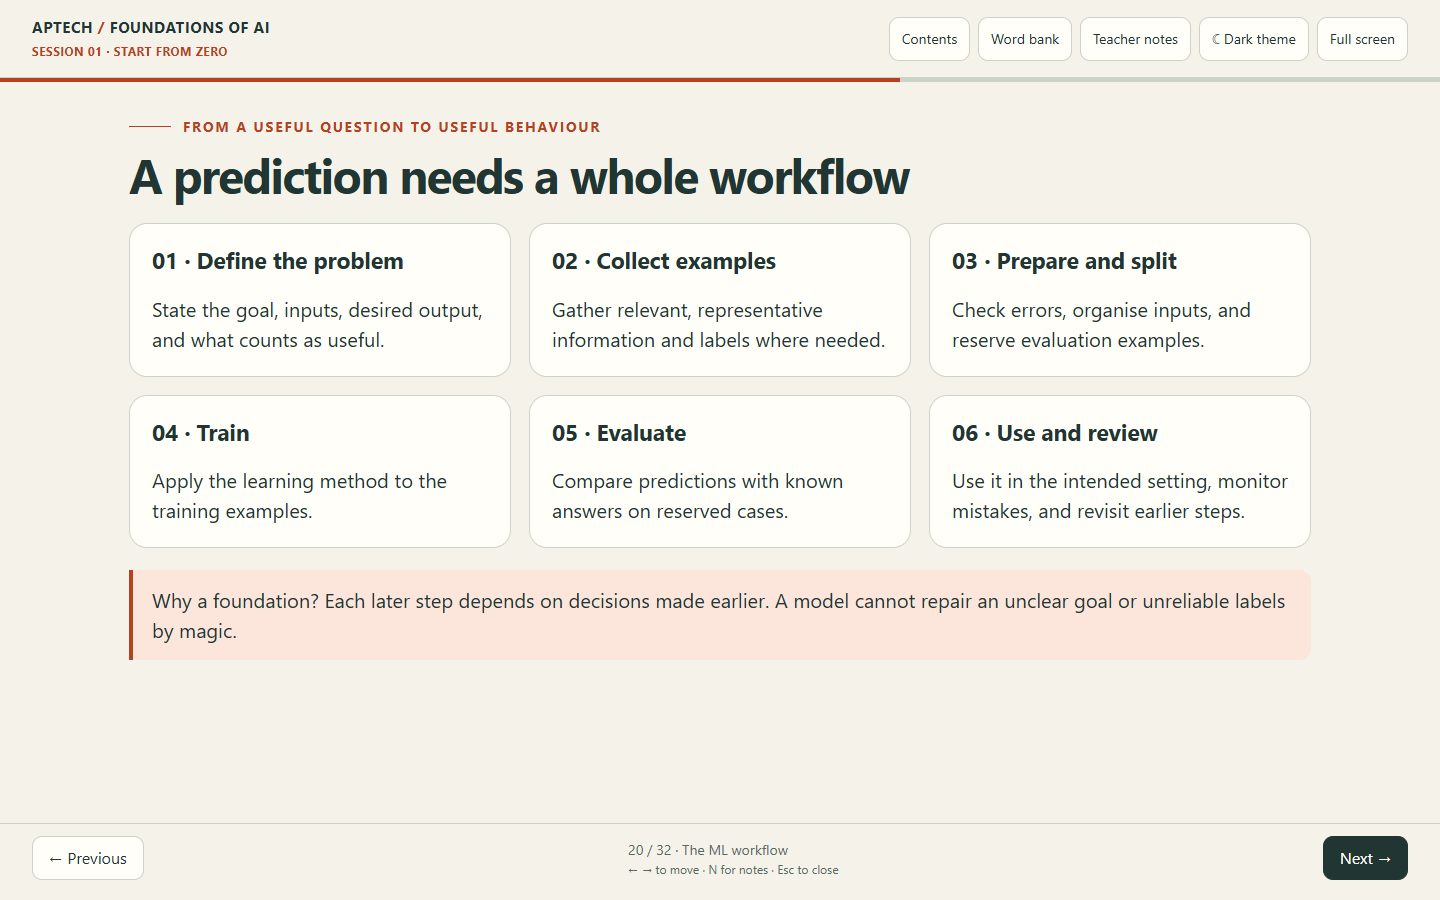 APTECH / FOUNDATIONS OF AI
SESSION 01 · START FROM ZERO
Contents
Word bank
Teacher notes
☾ Dark theme
Full screen
FROM A USEFUL QUESTION TO USEFUL BEHAVIOUR
A prediction needs a whole workflow
01 · Define the problem
State the goal, inputs, desired output,
and what counts as useful.
02 · Collect examples
Gather relevant, representative
information and labels where needed.
03 · Prepare and split
Check errors, organise inputs, and
reserve evaluation examples.
04 · Train
Apply the learning method to the
training examples.
05 · Evaluate
Compare predictions with known
answers on reserved cases.
06 · Use and review
Use it in the intended setting, monitor
mistakes, and revisit earlier steps.
Why a foundation? Each later step depends on decisions made earlier. A model cannot repair an unclear goal or unreliable labels
by magic.
← Previous
20 / 32 · The ML workflow
← → to move · N for notes · Esc to close
Next →